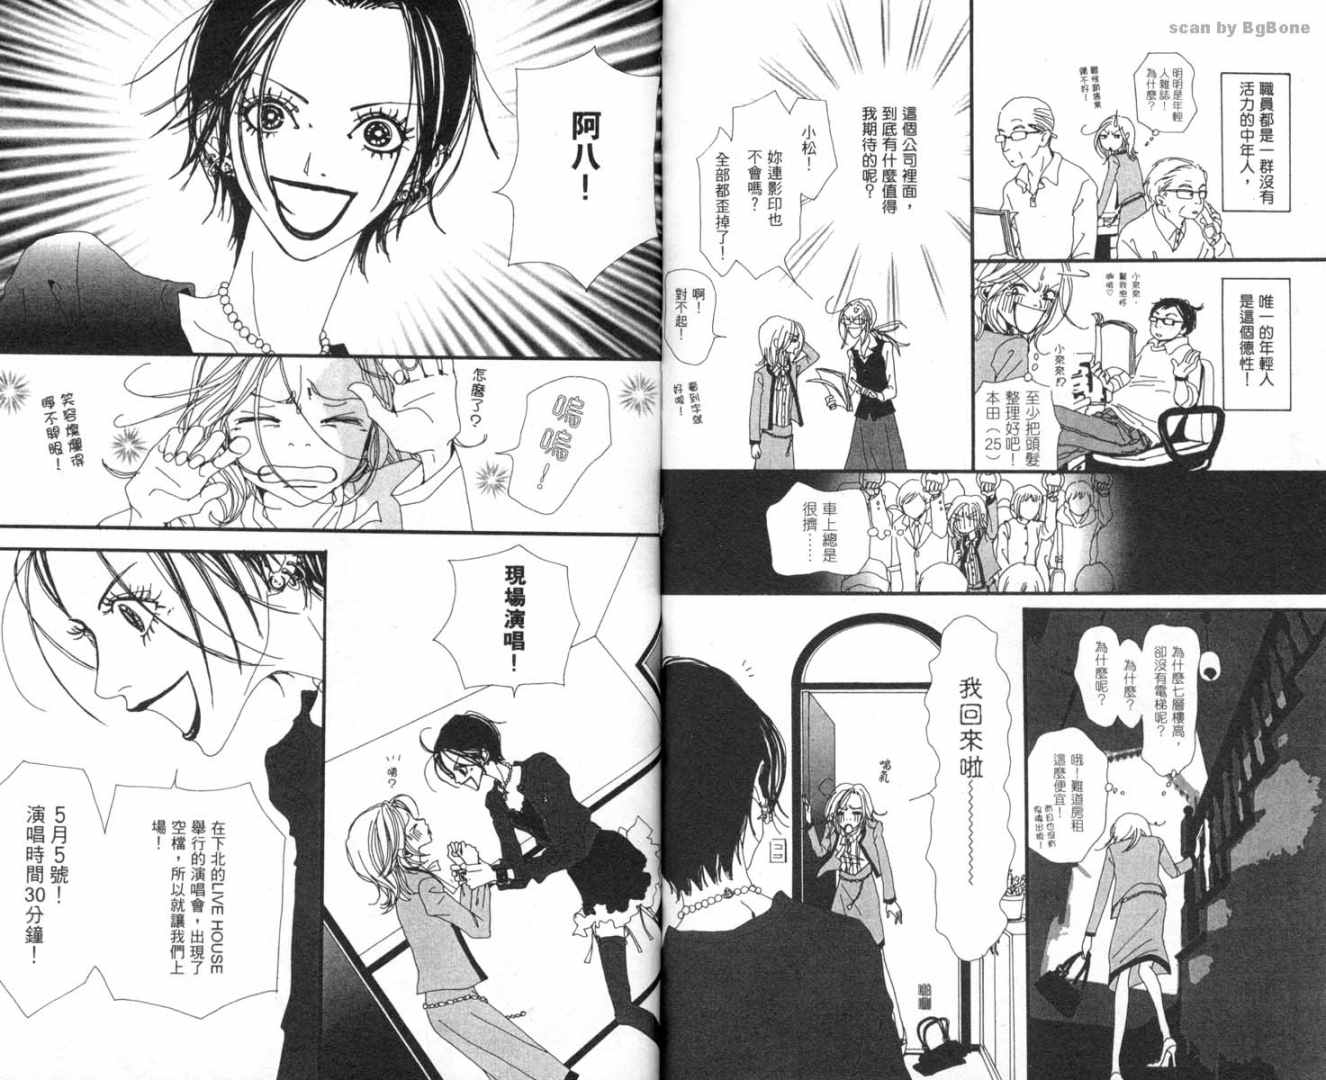 scan by BgBone
職員都是一群沒有
活力的中年人，
明明是年輕
人雜誌！
為什麼？
唯一的年輕人
是這個德性！
小奈奈，
小奈奈!?
至少把頭髮
整理好吧！
本田（25）
這個公司裡面，
到底有什麼值得
我期待的呢？
小松！
妳連影印也
不會嗎？
全部都歪掉了！
啊！
對不起！
車上總是
很擠……
為什麼七層樓高，
卻沒有電梯呢？
為什麼？
為什麼呢？
哦！難道房租
這麼便宜！
我回來啦
阿八！
嗚嗚！
怎麼了？
笑容燦爛得
睜不開眼！
現場演唱！
咦？
在下北的LIVE HOUSE
舉行的演唱會，出現了
空檔，所以就讓我們上
場！
5月5號！
演唱時間30分鐘！